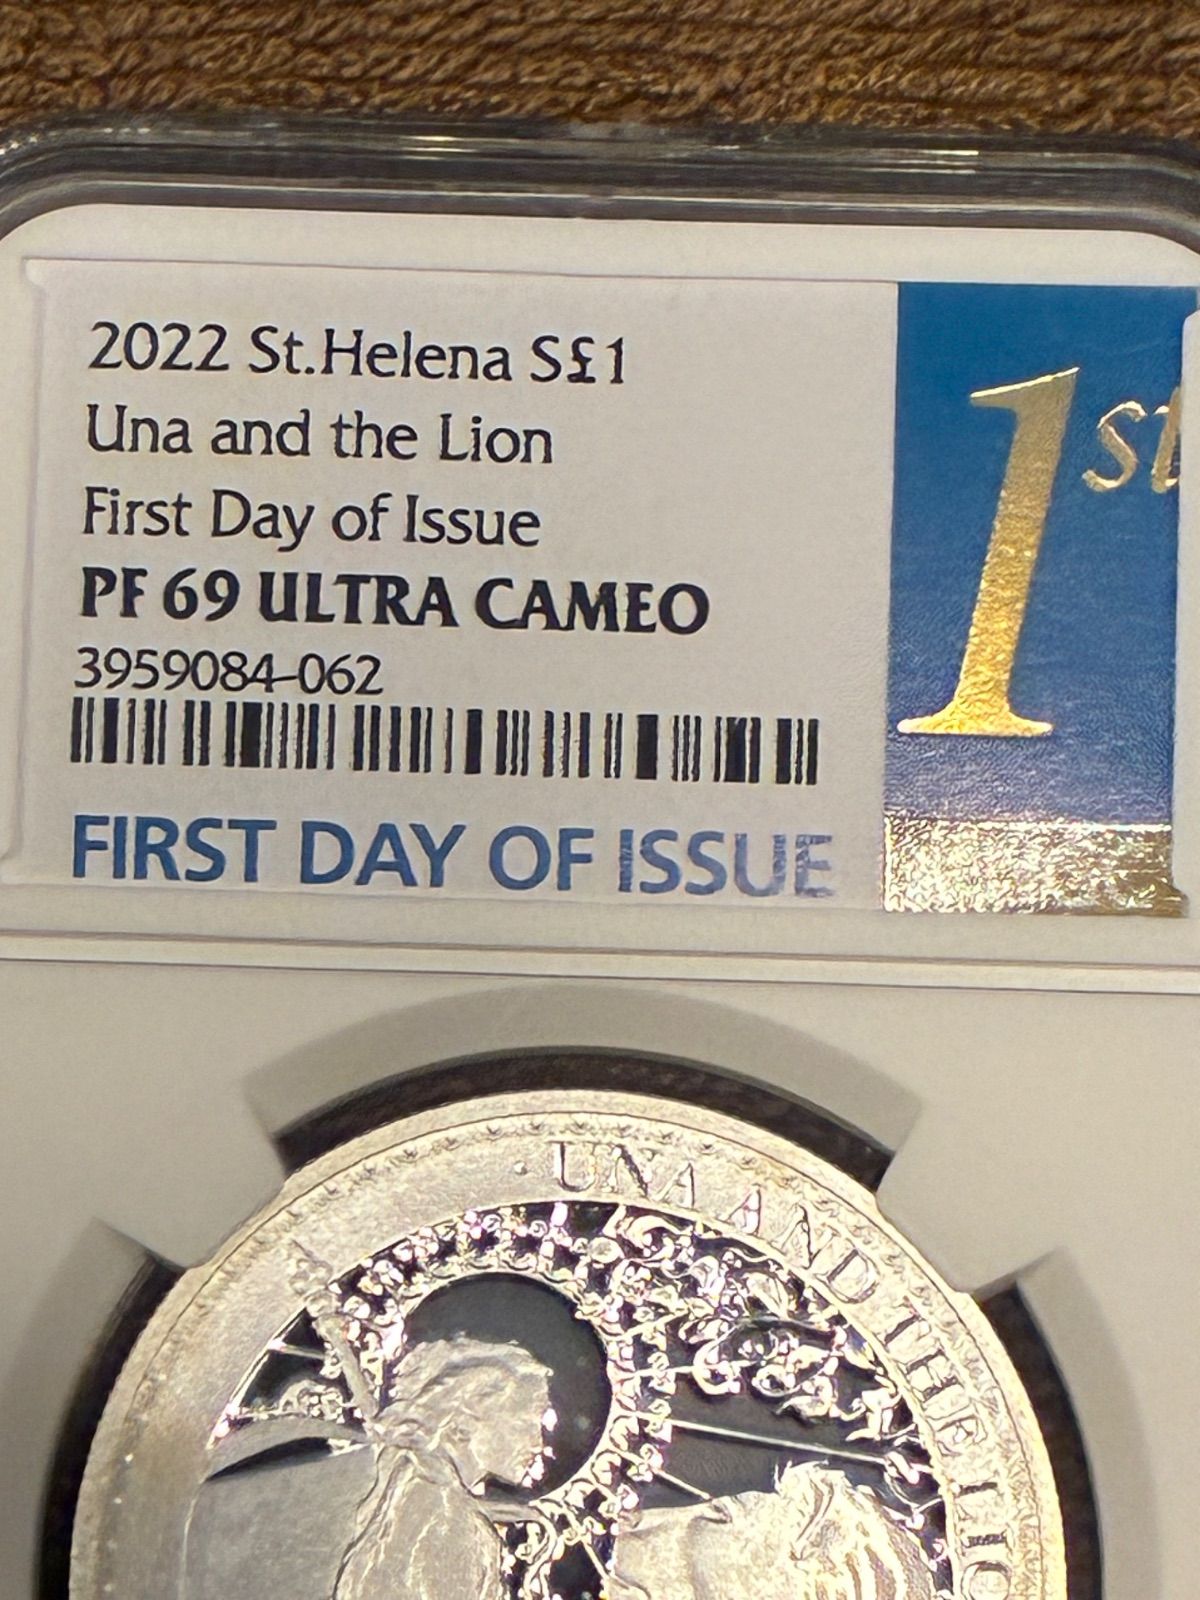 2022 St.Helena S£1
Una and the Lion
First Day of Issue
PF 69 ULTRA CAMEO
3959084-062
FIRST DAY OF ISSUE
1st
· UNA AND THE LIO